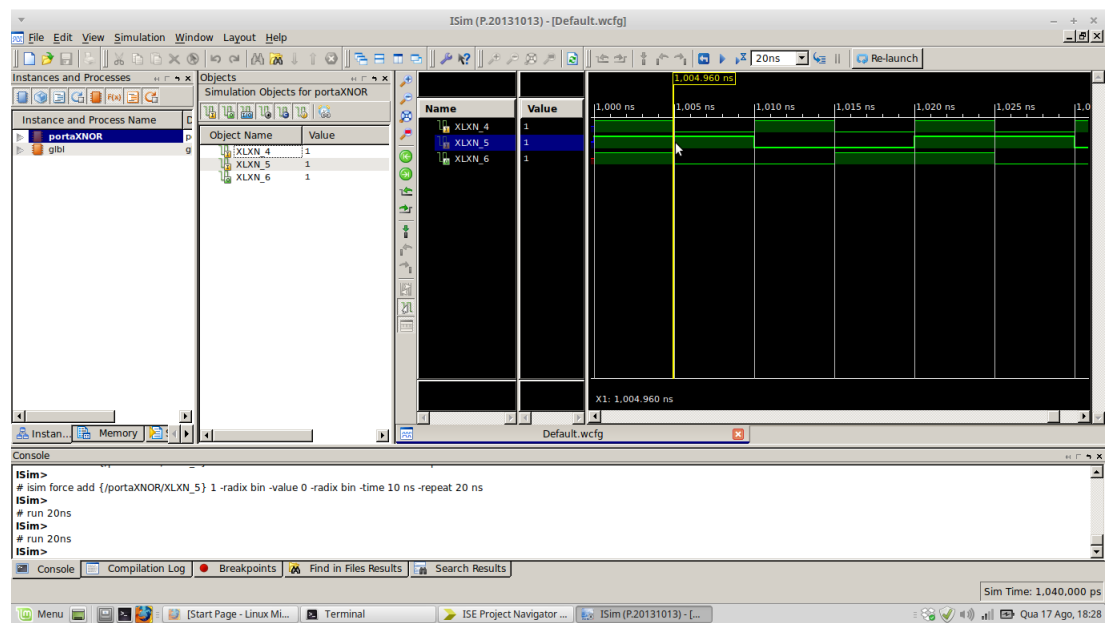 ISim (P.20131013) - [Default.wcfg]
File Edit View Simulation Window Layout Help
20ns
Re-launch
Instances and Processes
Instance and Process Name
D
portaXNOR
p
glbl
g
Instan...
Memory
Objects
Simulation Objects for portaXNOR
Object Name Value
XLXN_4 1
XLXN_5 1
XLXN_6 1
Name Value
XLXN_4 1
XLXN_5 1
XLXN_6 1
1,004.960 ns
1,000 ns 1,005 ns 1,010 ns 1,015 ns 1,020 ns 1,025 ns 1,0
X1: 1,004.960 ns
Default.wcfg
Console
ISim>
# isim force add {/portaXNOR/XLXN_5} 1 -radix bin -value 0 -radix bin -time 10 ns -repeat 20 ns
ISim>
# run 20ns
ISim>
# run 20ns
ISim>
Console Compilation Log Breakpoints Find in Files Results Search Results
Sim Time: 1,040,000 ps
Menu [Start Page - Linux Mi... Terminal ISE Project Navigator ... ISim (P.20131013) - [... Qua 17 Ago, 18:28